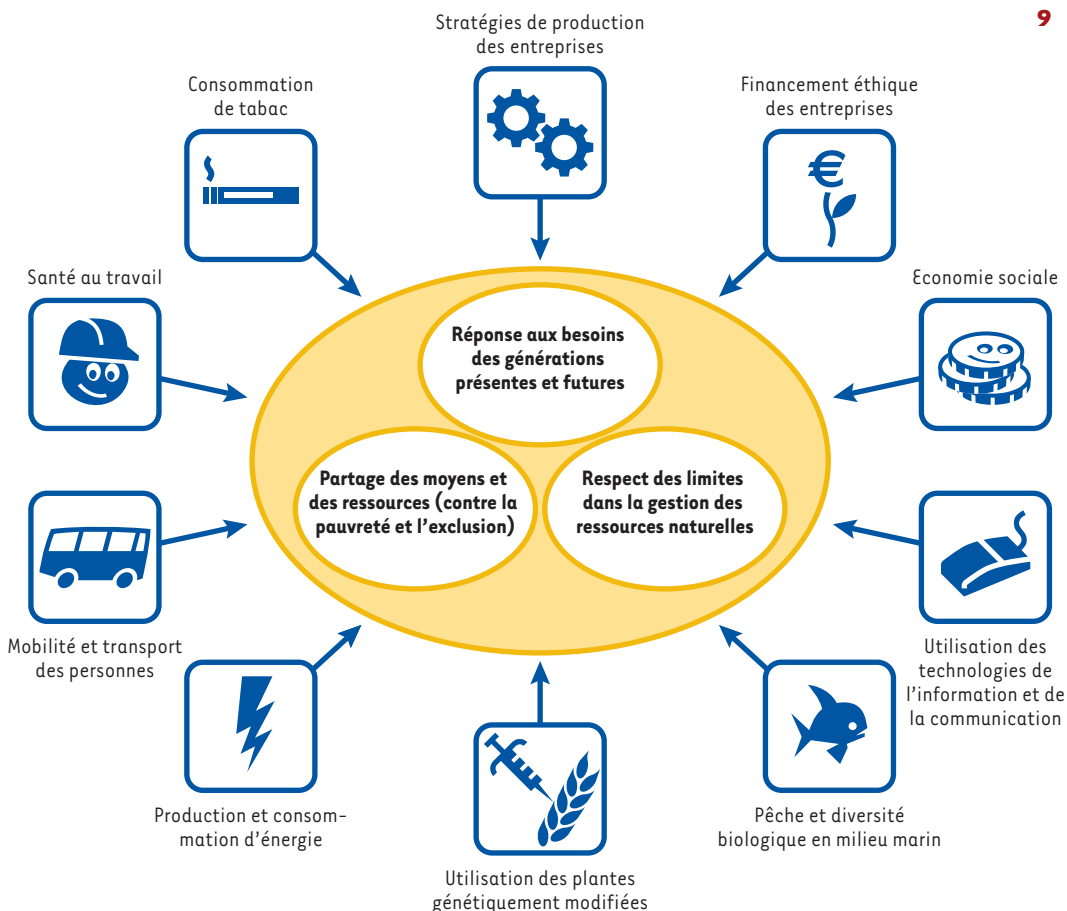 9
Stratégies de production
des entreprises
Consommation
de tabac
Financement éthique
des entreprises
€
Santé au travail
Economie sociale
Réponse aux besoins
des générations
présentes et futures
Partage des moyens et
des ressources (contre la
pauvreté et l'exclusion)
Respect des limites
dans la gestion des
ressources naturelles
Mobilité et transport
des personnes
Utilisation des
technologies de
l'information et de
la communication
Production et consom-
mation d'énergie
Pêche et diversité
biologique en milieu marin
Utilisation des plantes
génétiquement modifiées